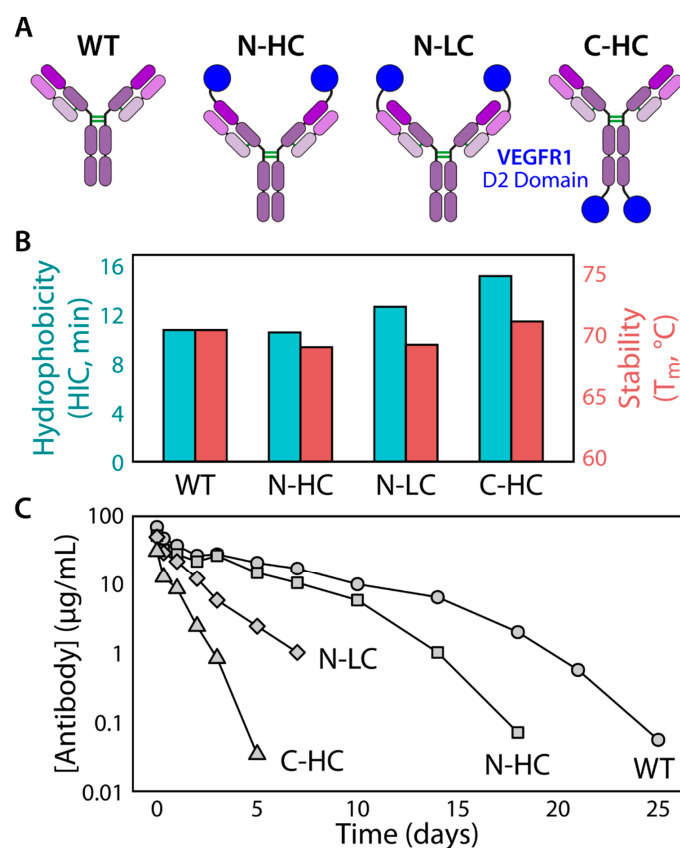 A
WT
N-HC
N-LC
C-HC
VEGFR1
D2 Domain
B
Hydrophobicity
(HIC, min)
16
12
8
4
0
75
70
65
60
Stability
(Tm, °C)
WT
N-HC
N-LC
C-HC
C
[Antibody] (µg/mL)
100
10
1
0.1
0.01
N-LC
C-HC
N-HC
WT
0
5
10
15
20
25
Time (days)